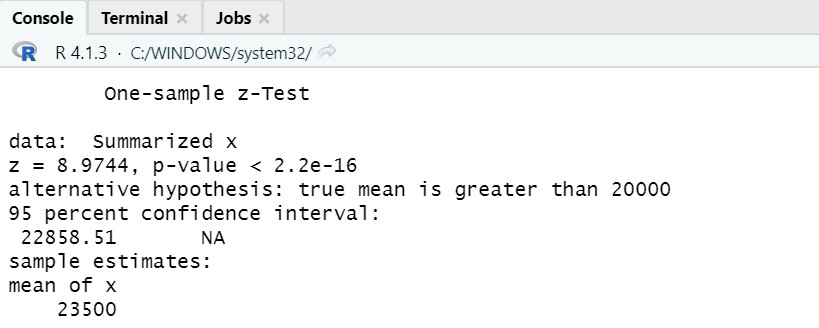 Console Terminal Jobs
R R 4.1.3 · C:/WINDOWS/system32/
One-sample z-Test
data: Summarized x
z = 8.9744, p-value < 2.2e-16
alternative hypothesis: true mean is greater than 20000
95 percent confidence interval:
22858.51 NA
sample estimates:
mean of x
23500